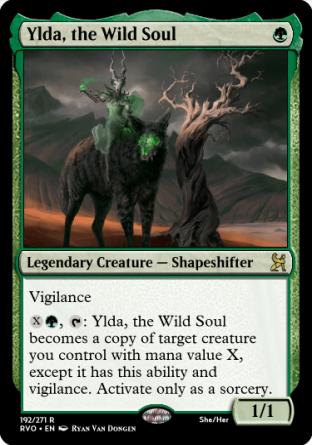 Ylda, the Wild Soul
Legendary Creature — Shapeshifter
Vigilance
X, : Ylda, the Wild Soul
becomes a copy of target creature
you control with mana value X,
except it has this ability and
vigilance. Activate only as a sorcery.
192/271 R
RVO • EN Ryan Van Dongen
She/Her
1/1